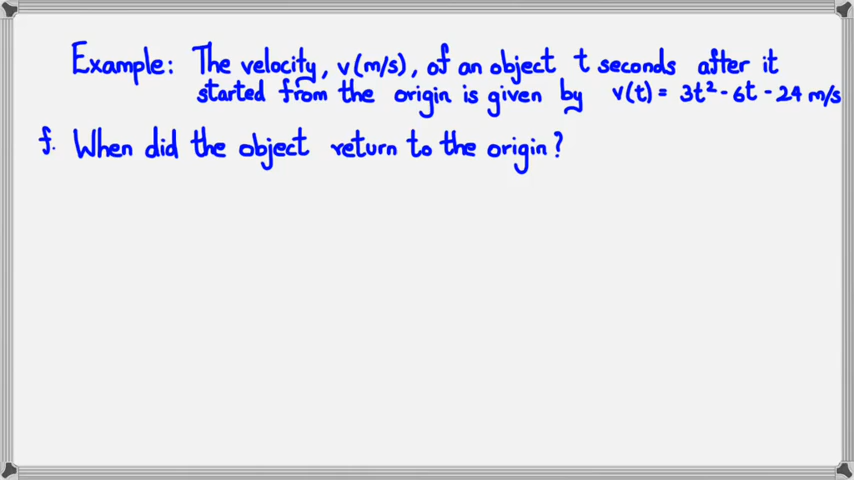 Example: The velocity, v(m/s), of an object t seconds after it
started from the origin is given by v(t) = 3t² - 6t - 24 m/s
f. When did the object return to the origin?